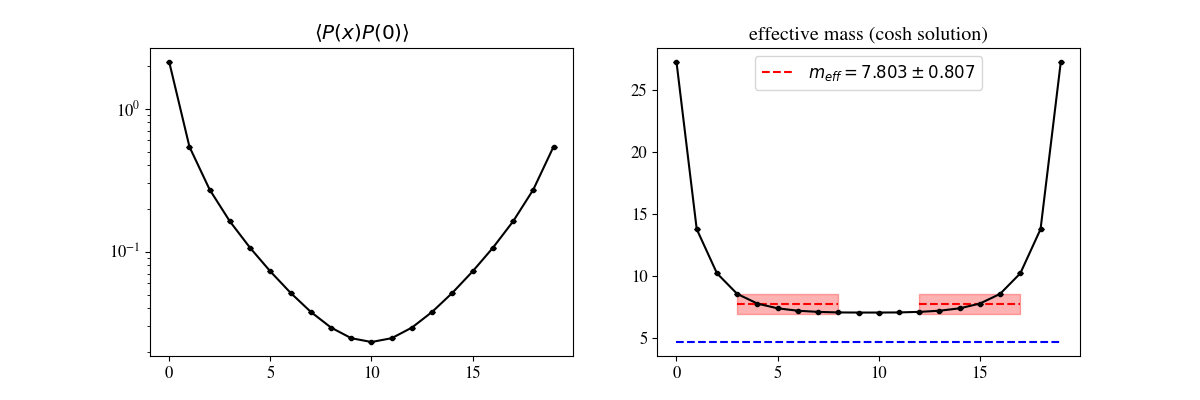 ⟨P(x)P(0)⟩
10⁰
10⁻¹
0 5 10 15
effective mass (cosh solution)
m_eff = 7.803 ± 0.807
25
20
15
10
5
0 5 10 15